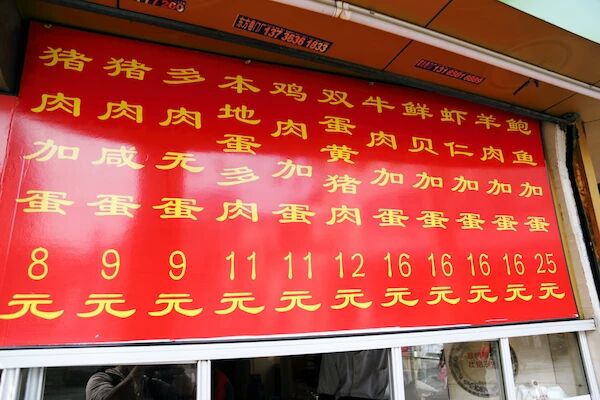 猪肉加蛋8元
猪肉咸蛋9元
多肉无蛋9元
本地蛋多肉11元
鸡肉加蛋11元
双蛋黄猪肉12元
牛肉加蛋16元
鲜贝加蛋16元
虾仁加蛋16元
羊肉加蛋16元
鲍鱼加蛋25元